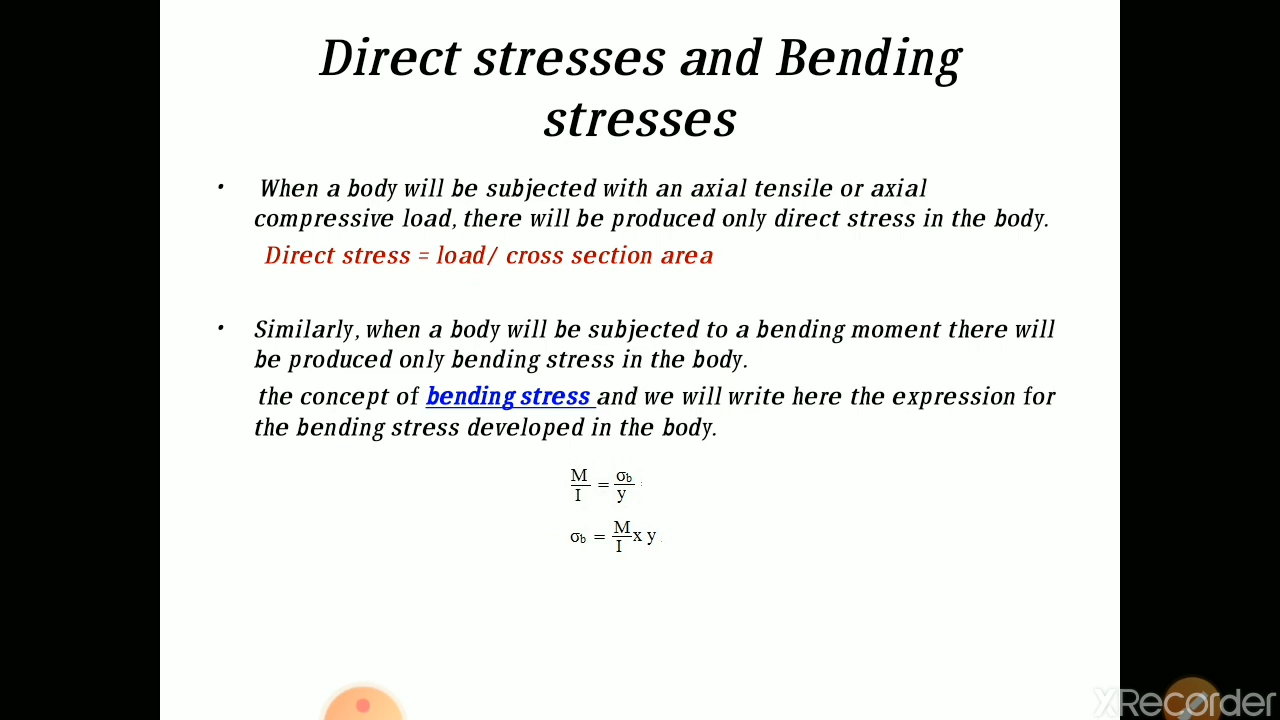 Direct stresses and Bending
stresses
• When a body will be subjected with an axial tensile or axial
compressive load, there will be produced only direct stress in the body.
Direct stress = load/ cross section area
• Similarly, when a body will be subjected to a bending moment there will
be produced only bending stress in the body.
the concept of bending stress and we will write here the expression for
the bending stress developed in the body.
M/I = σb/y
σb = M/I x y
XRecorder